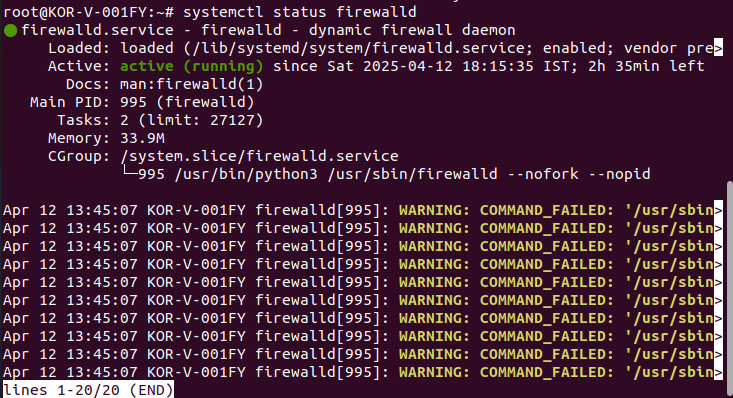 root@KOR-V-001FY:~# systemctl status firewalld
● firewalld.service - firewalld - dynamic firewall daemon
Loaded: loaded (/lib/systemd/system/firewalld.service; enabled; vendor pre>
Active: active (running) since Sat 2025-04-12 18:15:35 IST; 2h 35min left
Docs: man:firewalld(1)
Main PID: 995 (firewalld)
Tasks: 2 (limit: 27127)
Memory: 33.9M
CGroup: /system.slice/firewalld.service
└─995 /usr/bin/python3 /usr/sbin/firewalld --nofork --nopid
Apr 12 13:45:07 KOR-V-001FY firewalld[995]: WARNING: COMMAND_FAILED: '/usr/sbin>
Apr 12 13:45:07 KOR-V-001FY firewalld[995]: WARNING: COMMAND_FAILED: '/usr/sbin>
Apr 12 13:45:07 KOR-V-001FY firewalld[995]: WARNING: COMMAND_FAILED: '/usr/sbin>
Apr 12 13:45:07 KOR-V-001FY firewalld[995]: WARNING: COMMAND_FAILED: '/usr/sbin>
Apr 12 13:45:07 KOR-V-001FY firewalld[995]: WARNING: COMMAND_FAILED: '/usr/sbin>
Apr 12 13:45:07 KOR-V-001FY firewalld[995]: WARNING: COMMAND_FAILED: '/usr/sbin>
Apr 12 13:45:07 KOR-V-001FY firewalld[995]: WARNING: COMMAND_FAILED: '/usr/sbin>
Apr 12 13:45:07 KOR-V-001FY firewalld[995]: WARNING: COMMAND_FAILED: '/usr/sbin>
Apr 12 13:45:07 KOR-V-001FY firewalld[995]: WARNING: COMMAND_FAILED: '/usr/sbin>
Apr 12 13:45:07 KOR-V-001FY firewalld[995]: WARNING: COMMAND_FAILED: '/usr/sbin>
lines 1-20/20 (END)